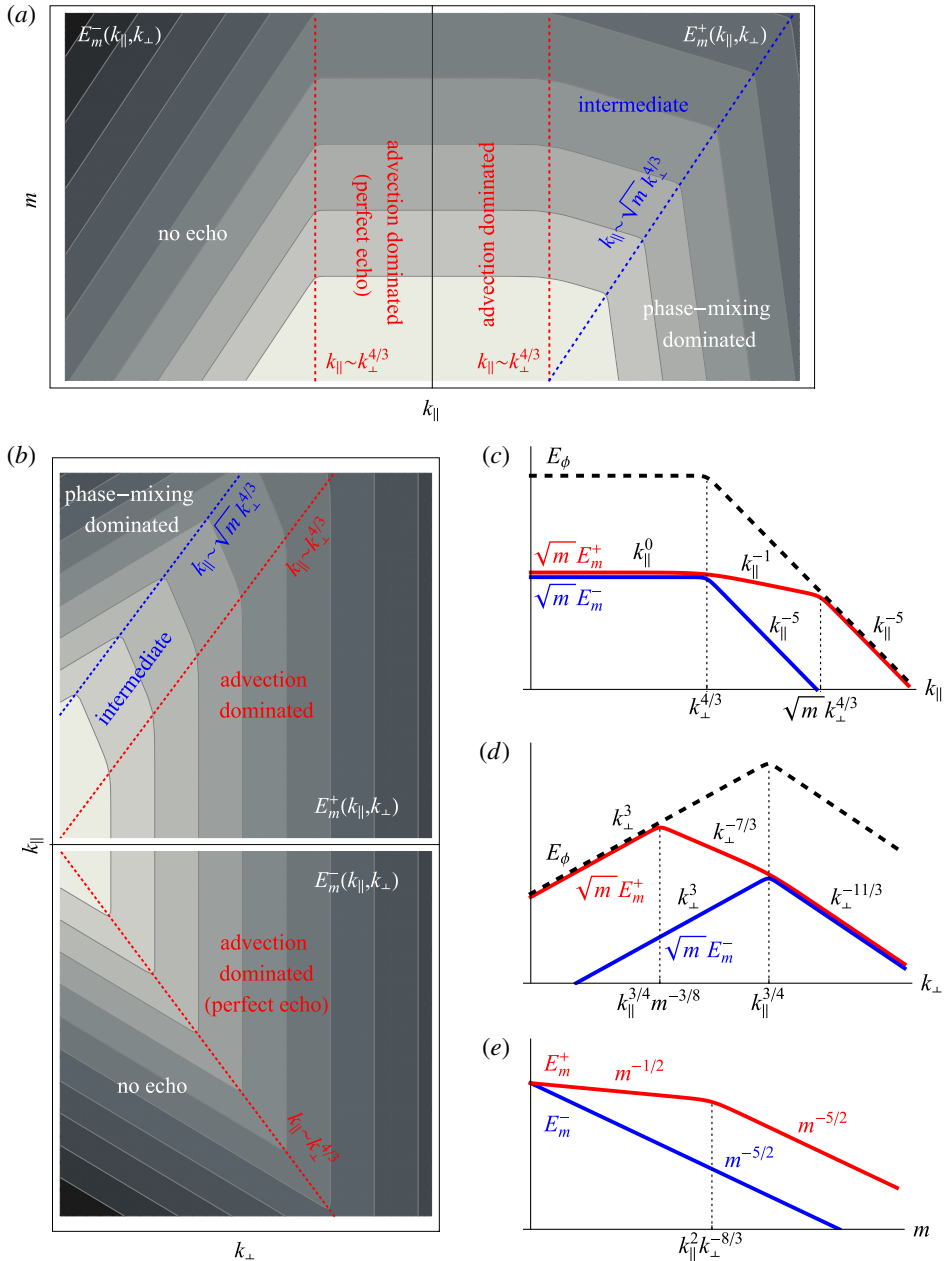 (a)
E_m^-(k_∥,k_⊥)
E_m^+(k_∥,k_⊥)
intermediate
advection dominated
(perfect echo)
advection dominated
k_∥~√m k_⊥^{4/3}
no echo
phase−mixing
dominated
k_∥~k_⊥^{4/3}
k_∥~k_⊥^{4/3}
m
k_∥
(b)
phase−mixing
dominated
k_∥~√m k_⊥^{4/3}
k_∥~k_⊥^{4/3}
intermediate
advection
dominated
E_m^+(k_∥,k_⊥)
k_∥
E_m^-(k_∥,k_⊥)
advection
dominated
(perfect echo)
no echo
k_∥~k_⊥^{4/3}
k_⊥
(c)
E_ϕ
√m E_m^+
k_∥^0
k_∥^{-1}
√m E_m^-
k_∥^{-5}
k_∥^{-5}
k_∥
k_⊥^{4/3}
√m k_⊥^{4/3}
(d)
k_⊥^3
k_⊥^{-7/3}
E_ϕ
√m E_m^+
k_⊥^3
k_⊥^{-11/3}
√m E_m^-
k_⊥
k_∥^{3/4} m^{-3/8}
k_∥^{3/4}
(e)
E_m^+
m^{-1/2}
E_m^-
m^{-5/2}
m^{-5/2}
m
k_∥^2 k_⊥^{-8/3}